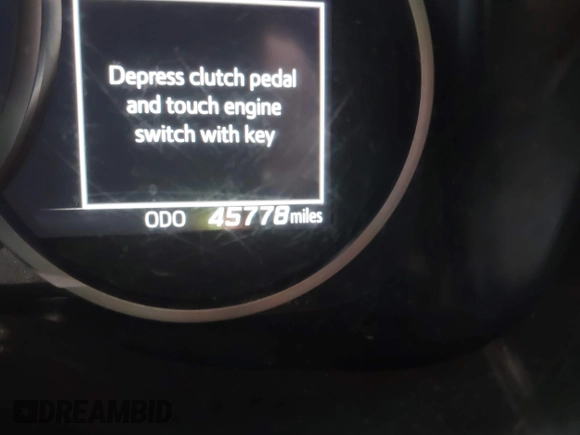 Depress clutch pedal
and touch engine
switch with key
ODO 45778 miles
DREAMBID